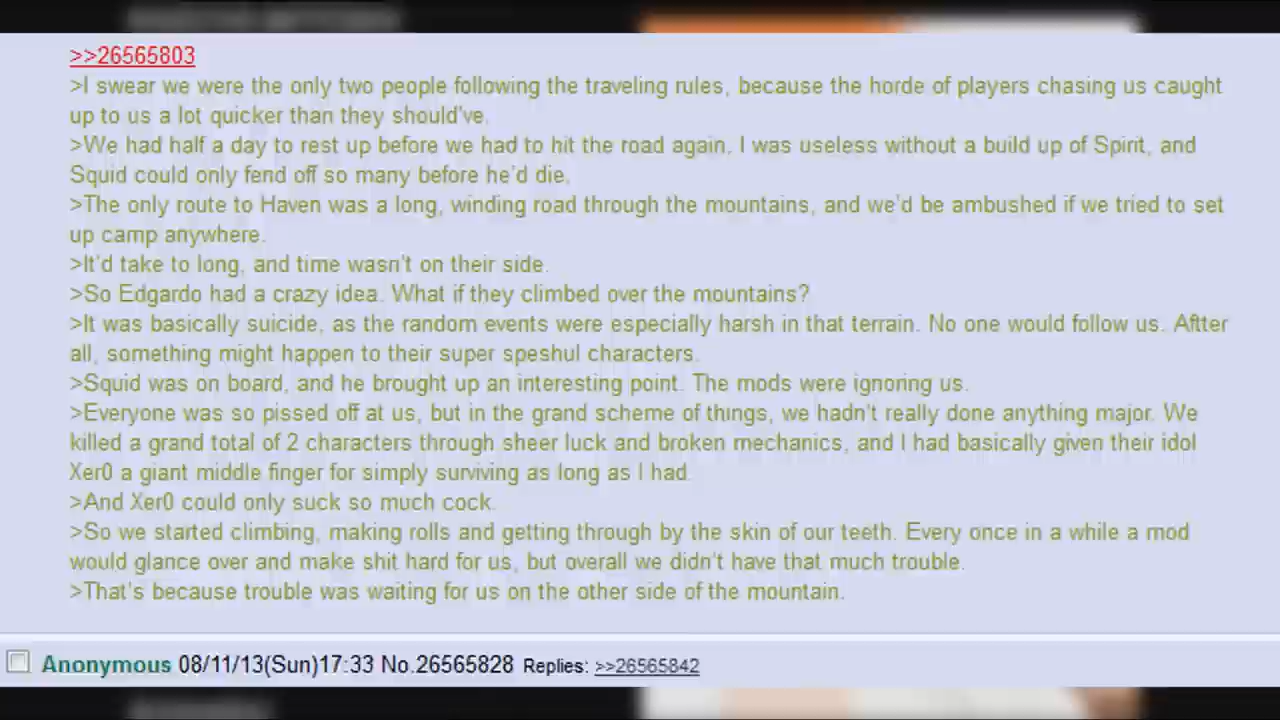 >>26565803
>I swear we were the only two people following the traveling rules, because the horde of players chasing us caught
up to us a lot quicker than they should've.
>We had half a day to rest up before we had to hit the road again. I was useless without a build up of Spirit, and
Squid could only fend off so many before he'd die.
>The only route to Haven was a long, winding road through the mountains, and we'd be ambushed if we tried to set
up camp anywhere.
>It'd take to long, and time wasn't on their side.
>So Edgardo had a crazy idea. What if they climbed over the mountains?
>It was basically suicide, as the random events were especially harsh in that terrain. No one would follow us. After
all, something might happen to their super speshul characters.
>Squid was on board, and he brought up an interesting point. The mods were ignoring us.
>Everyone was so pissed off at us, but in the grand scheme of things, we hadn't really done anything major. We
killed a grand total of 2 characters through sheer luck and broken mechanics, and I had basically given their idol
Xer0 a giant middle finger for simply surviving as long as I had.
>And Xer0 could only suck so much cock.
>So we started climbing, making rolls and getting through by the skin of our teeth. Every once in a while a mod
would glance over and make shit hard for us, but overall we didn't have that much trouble.
>That's because trouble was waiting for us on the other side of the mountain.
Anonymous 08/11/13(Sun)17:33 No.26565828 Replies: >>26565842